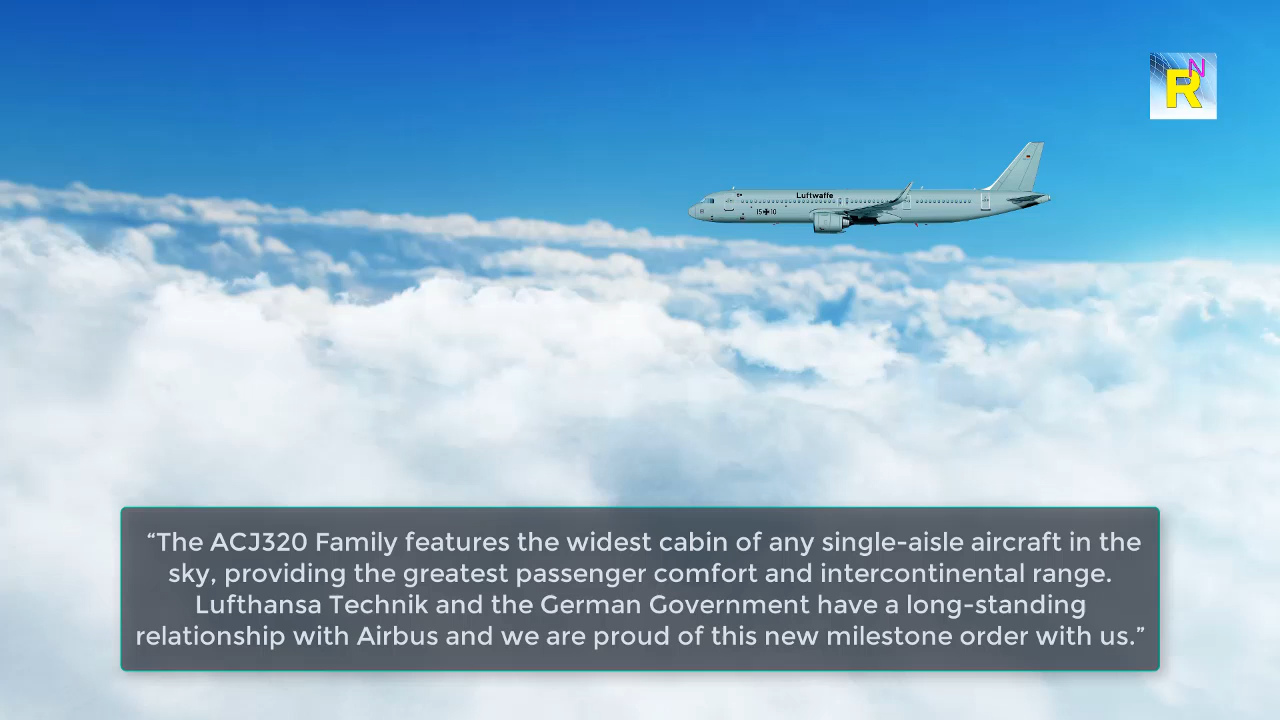 RN
Luftwaffe
15 10
“The ACJ320 Family features the widest cabin of any single-aisle aircraft in the
sky, providing the greatest passenger comfort and intercontinental range.
Lufthansa Technik and the German Government have a long-standing
relationship with Airbus and we are proud of this new milestone order with us.”